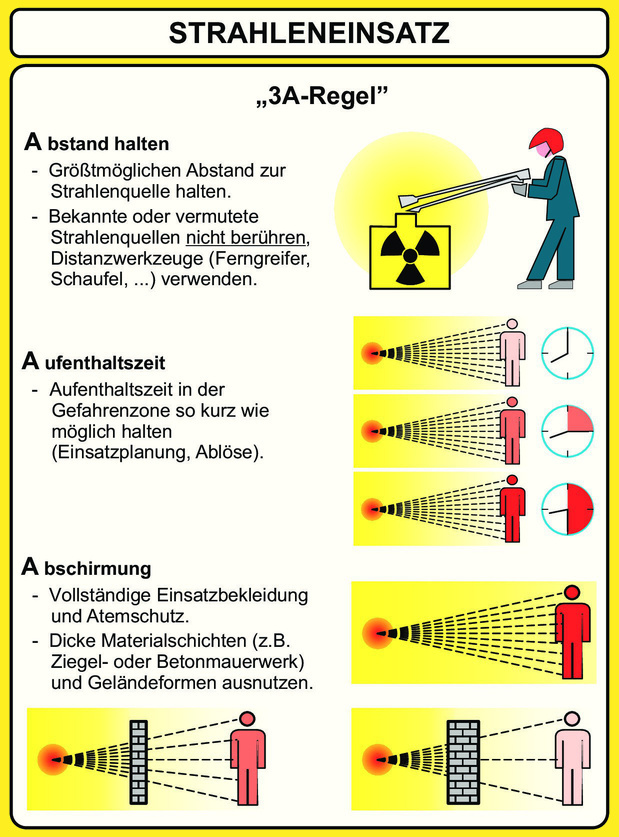 STRAHLENEINSATZ
„3A-Regel”
A bstand halten
- Größtmöglichen Abstand zur
Strahlenquelle halten.
- Bekannte oder vermutete
Strahlenquellen nicht berühren,
Distanzwerkzeuge (Ferngreifer,
Schaufel, ...) verwenden.
A ufenthaltszeit
- Aufenthaltszeit in der
Gefahrenzone so kurz wie
möglich halten
(Einsatzplanung, Ablöse).
A bschirmung
- Vollständige Einsatzbekleidung
und Atemschutz.
- Dicke Materialschichten (z.B.
Ziegel- oder Betonmauerwerk)
und Geländeformen ausnutzen.